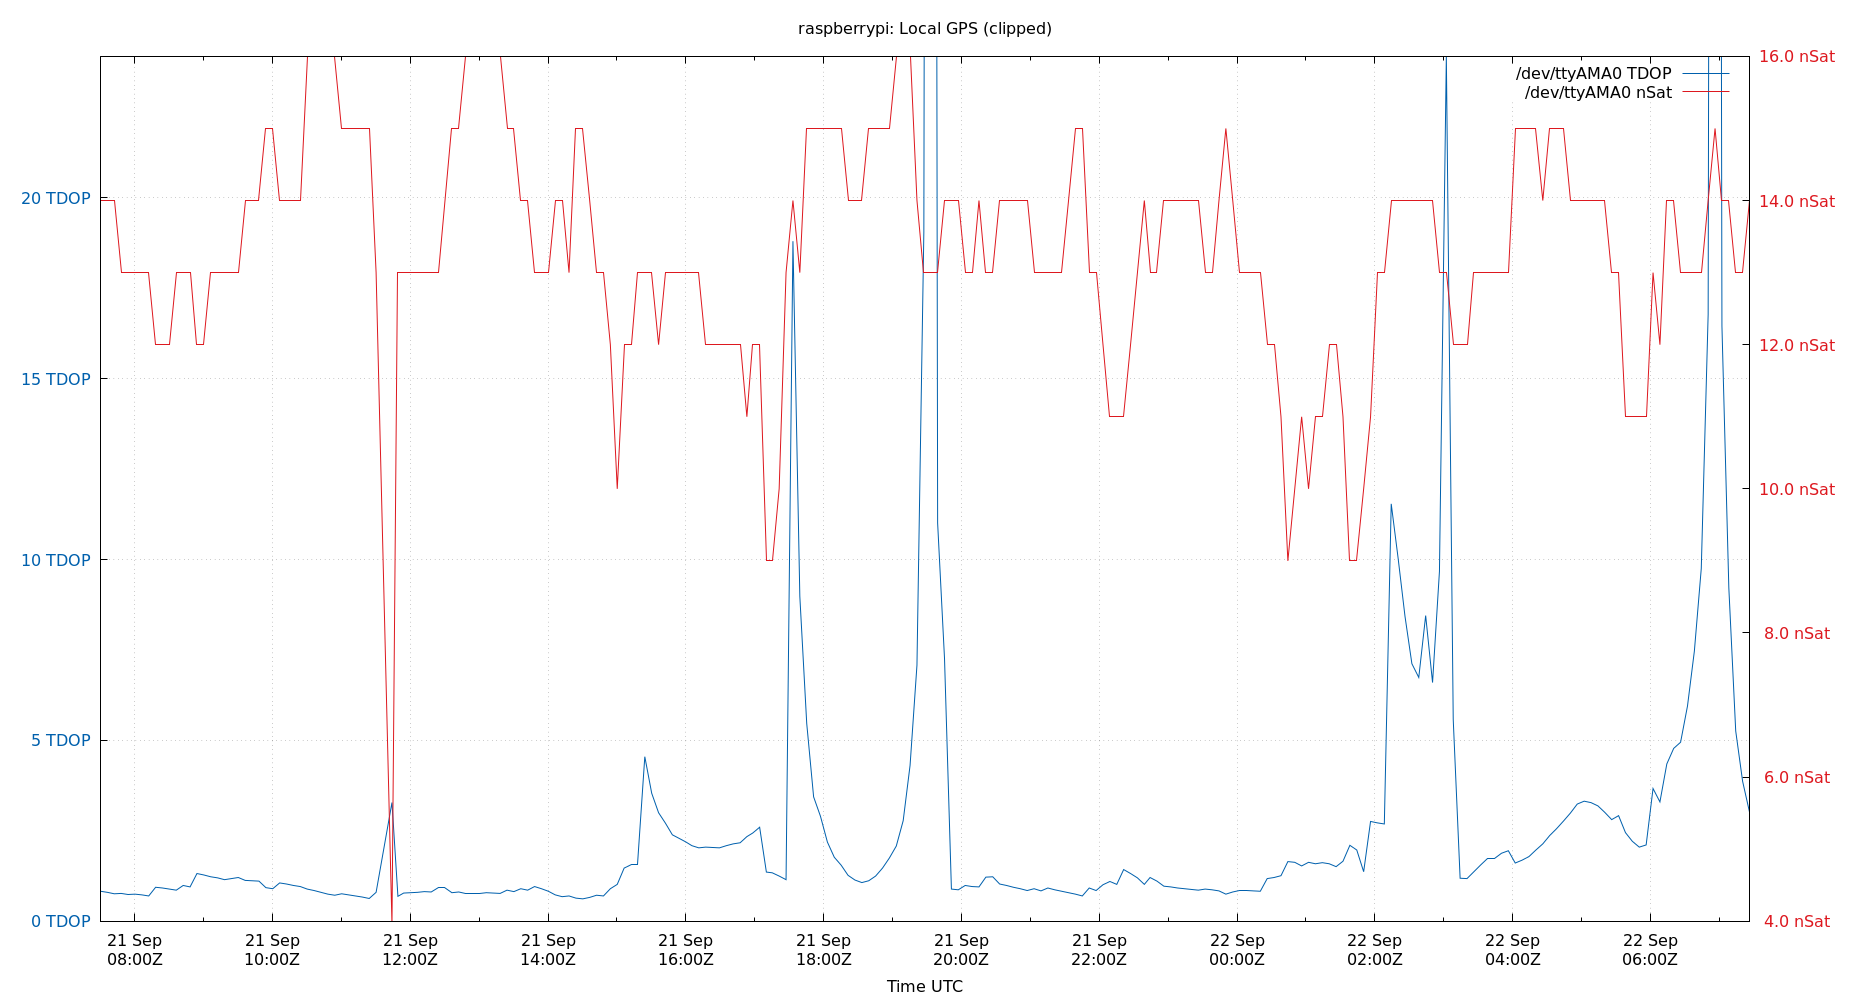 raspberrypi: Local GPS (clipped)
/dev/ttyAMA0 TDOP
/dev/ttyAMA0 nSat
20 TDOP
15 TDOP
10 TDOP
5 TDOP
0 TDOP
16.0 nSat
14.0 nSat
12.0 nSat
10.0 nSat
8.0 nSat
6.0 nSat
4.0 nSat
21 Sep 21 Sep 21 Sep 21 Sep 21 Sep 21 Sep 21 Sep 21 Sep 22 Sep 22 Sep 22 Sep 22 Sep
08:00Z 10:00Z 12:00Z 14:00Z 16:00Z 18:00Z 20:00Z 22:00Z 00:00Z 02:00Z 04:00Z 06:00Z
Time UTC